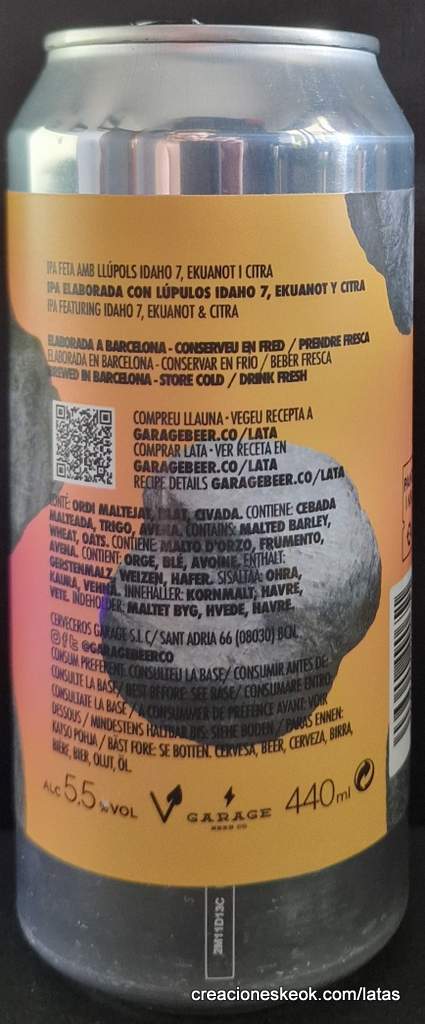 IPA FETA AMB LLÚPOLS IDAHO 7, EKUANOT I CITRA
IPA ELABORADA CON LÚPULOS IDAHO 7, EKUANOT Y CITRA
IPA FEATURING IDAHO 7, EKUANOT & CITRA
ELABORADA A BARCELONA - CONSERVEU EN FRED / PRENDRE FRESCA
ELABORADA EN BARCELONA - CONSERVAR EN FRIO / BEBER FRESCA
BREWED IN BARCELONA - STORE COLD / DRINK FRESH
COMPREU LLAUNA - VEGEU RECEPTA A
GARAGEBEER.CO/LATA
COMPRAR LATA - VER RECETA EN
GARAGEBEER.CO/LATA
RECIPE DETAILS GARAGEBEER.CO/LATA
CONTÉ: ORDI MALTEJAT, BLAT, CIVADA. CONTIENE: CEBADA
MALTEADA, TRIGO, AVENA. CONTAINS: MALTED BARLEY,
WHEAT, OATS. CONTIENE: MALTO D'ORZO, FRUMENTO,
AVENA. CONTIENT: ORGE, BLÉ, AVOINE. ENTHÄLT:
GERSTENMALZ, WEIZEN, HAFER. SISÄLTÄÄ: OHRA,
KAURA, VEHNÄ. INNEHÅLLER: KORNMALT, HAVRE,
VETE. INDEHOLDER: MALTET BYG, HVEDE, HAVRE.
CERVECEROS GARAGE S.L C/ SANT ADRIÀ 66 (08030) BCN
@GARAGEBEERCO
CONSUM PREFERENT: CONSULTEU LA BASE/ CONSUMIR ANTES DE:
CONSULTE LA BASE/ BEST BEFORE: SEE BASE/ CONSUMARE ENTRO:
CONSULTATE LA BASE / A CONSOMMER DE PRÉFENCE AVANT: VOIR
DESSOUS / MINDESTENS HALTBAR BIS: SIEHE BODEN / PARAS ENNEN:
KATSO POHJA / BÄST FÖRE: SE BOTTEN. CERVESA, BEER, CERVEZA, BIRRA,
BIÈRE, BIER, OLUT, ÖL.
ALC 5,5 %VOL
GARAGE
BEER CO
440ml
2M11D13C
creacioneskeok.com/latas